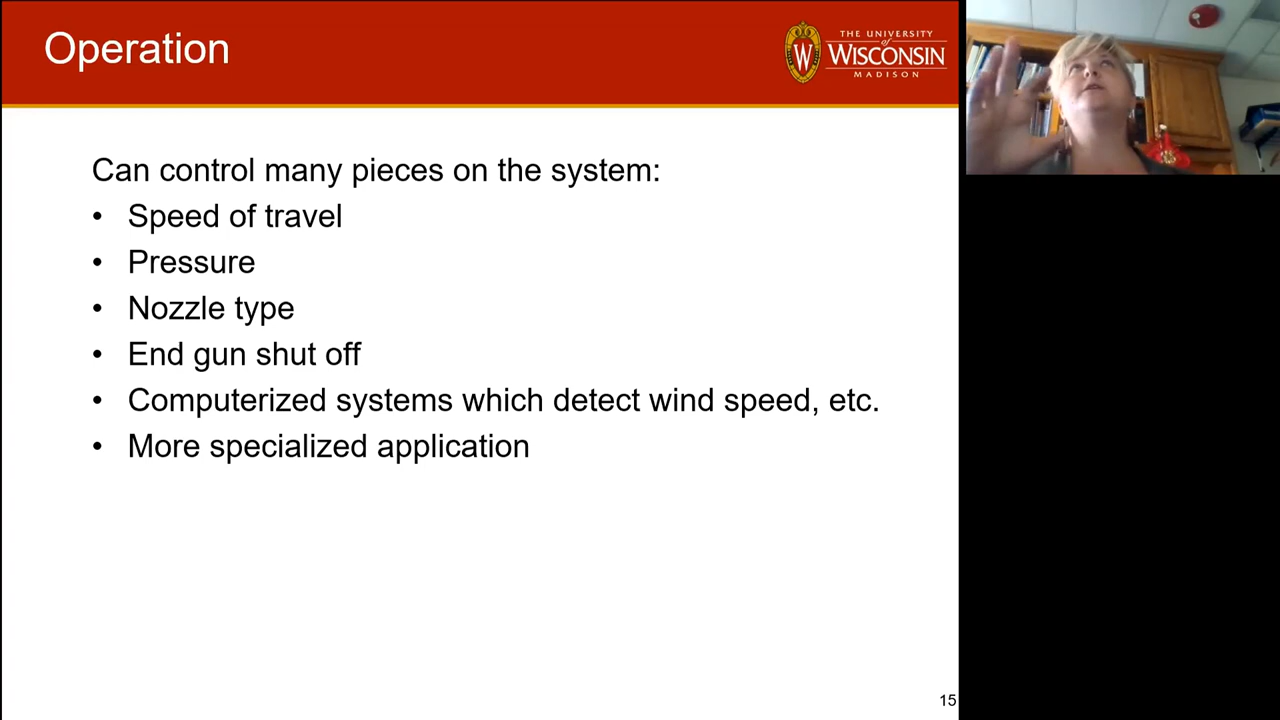 Operation
THE UNIVERSITY
of
WISCONSIN
MADISON
W
Can control many pieces on the system:
• Speed of travel
• Pressure
• Nozzle type
• End gun shut off
• Computerized systems which detect wind speed, etc.
• More specialized application
15